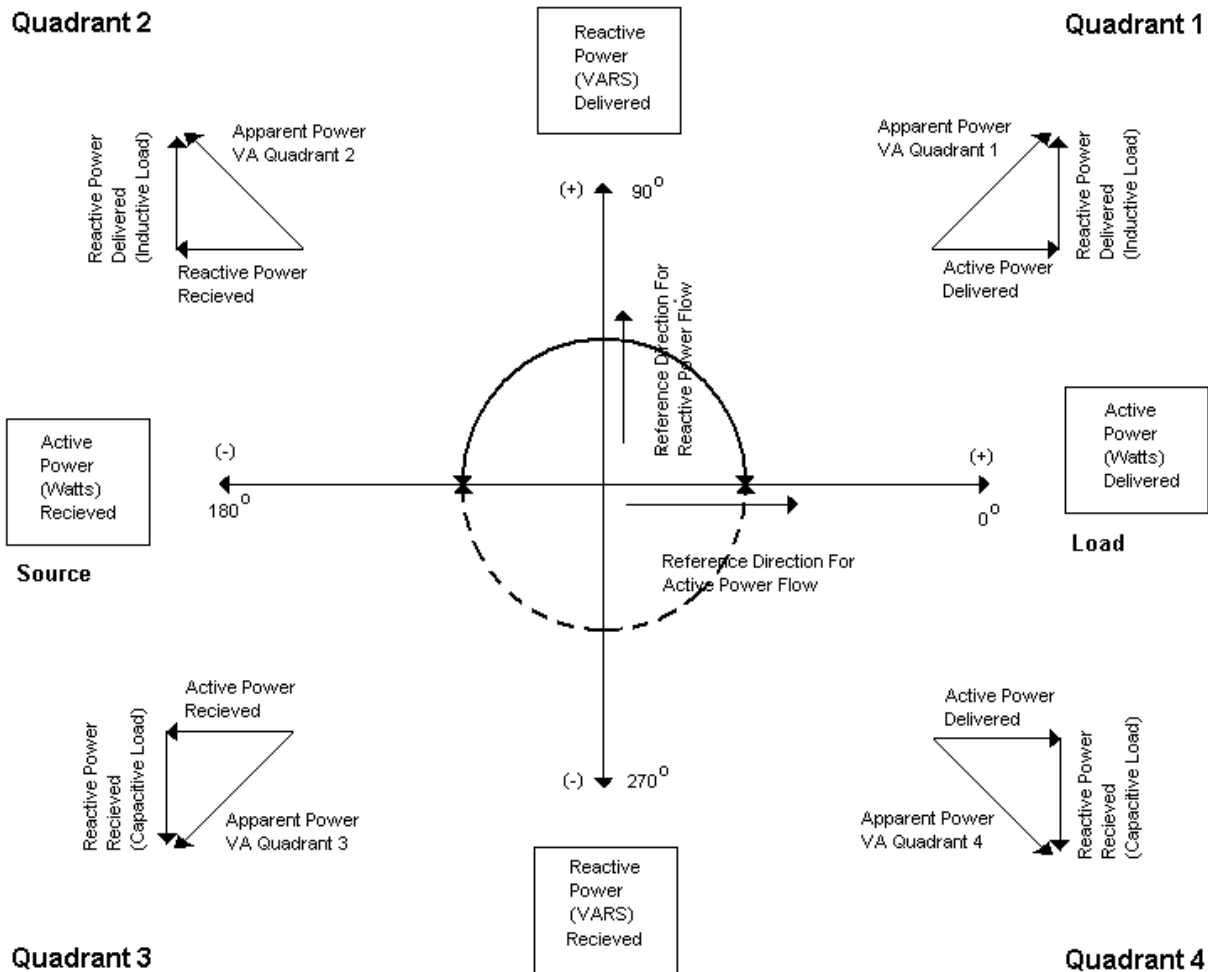 Quadrant 2
Quadrant 1
Reactive
Power
(VARS)
Delivered
Reactive Power
Delivered
(Inductive Load)
Apparent Power
VA Quadrant 2
Reactive Power
Recieved
Apparent Power
VA Quadrant 1
Reactive Power
Delivered
(Inductive Load)
Active Power
Delivered
(+)
90o
Reference Direction For
Reactive Power Flow
Active
Power
(Watts)
Recieved
Source
(-)
180o
(+)
0o
Active
Power
(Watts)
Delivered
Load
Reference Direction For
Active Power Flow
Active Power
Recieved
Reactive Power
Recieved
(Capacitive Load)
Apparent Power
VA Quadrant 3
(-)
270o
Active Power
Delivered
Apparent Power
VA Quadrant 4
Reactive Power
Recieved
(Capacitive Load)
Reactive
Power
(VARS)
Recieved
Quadrant 3
Quadrant 4